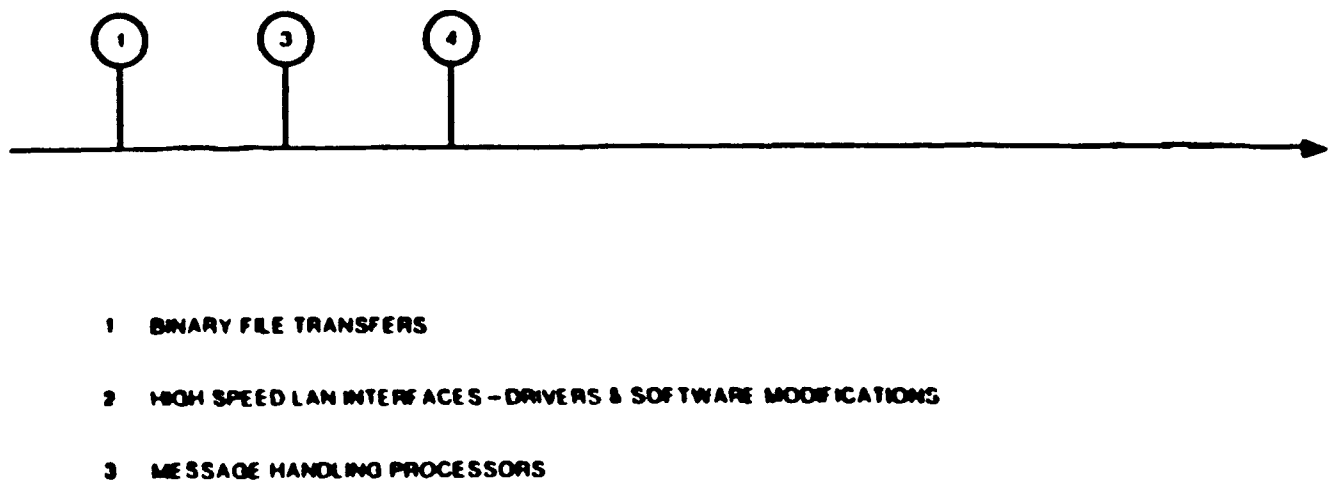 1 3 4
1 BINARY FILE TRANSFERS
2 HIGH SPEED LAN INTERFACES – DRIVERS & SOFTWARE MODIFICATIONS
3 MESSAGE HANDLING PROCESSORS